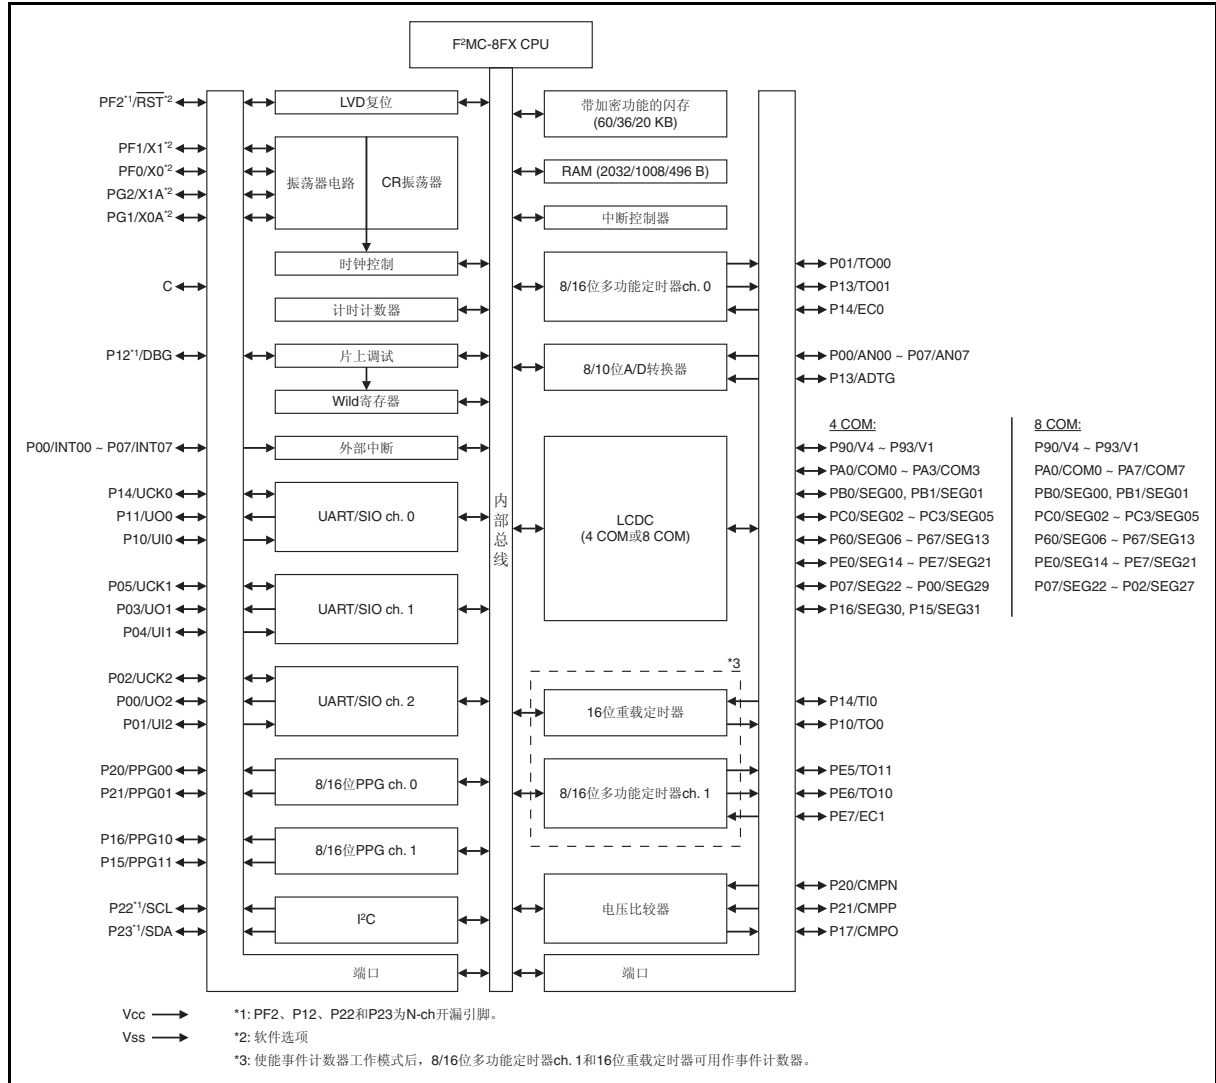 F²MC-8FX CPU
PF2*1/RST*2
PF1/X1*2
PF0/X0*2
PG2/X1A*2
PG1/X0A*2
C
P12*1/DBG
P00/INT00 ~ P07/INT07
P14/UCK0
P11/UO0
P10/UI0
P05/UCK1
P03/UO1
P04/UI1
P02/UCK2
P00/UO2
P01/UI2
P20/PPG00
P21/PPG01
P16/PPG10
P15/PPG11
P22*1/SCL
P23*1/SDA
LVD复位
振荡器电路
CR振荡器
时钟控制
计时计数器
片上调试
Wild寄存器
外部中断
UART/SIO ch. 0
UART/SIO ch. 1
UART/SIO ch. 2
8/16位PPG ch. 0
8/16位PPG ch. 1
I²C
端口
内部总线
带加密功能的闪存
(60/36/20 KB)
RAM (2032/1008/496 B)
中断控制器
8/16位多功能定时器ch. 0
8/10位A/D转换器
LCDC
(4 COM或8 COM)
*3
16位重载定时器
8/16位多功能定时器ch. 1
电压比较器
端口
P01/TO00
P13/TO01
P14/EC0
P00/AN00 ~ P07/AN07
P13/ADTG
4 COM:
P90/V4 ~ P93/V1
PA0/COM0 ~ PA3/COM3
PB0/SEG00, PB1/SEG01
PC0/SEG02 ~ PC3/SEG05
P60/SEG06 ~ P67/SEG13
PE0/SEG14 ~ PE7/SEG21
P07/SEG22 ~ P00/SEG29
P16/SEG30, P15/SEG31
8 COM:
P90/V4 ~ P93/V1
PA0/COM0 ~ PA7/COM7
PB0/SEG00, PB1/SEG01
PC0/SEG02 ~ PC3/SEG05
P60/SEG06 ~ P67/SEG13
PE0/SEG14 ~ PE7/SEG21
P07/SEG22 ~ P02/SEG27
P14/TI0
P10/TO0
PE5/TO11
PE6/TO10
PE7/EC1
P20/CMPN
P21/CMPP
P17/CMPO
Vcc
Vss
*1: PF2、P12、P22和P23为N-ch开漏引脚。
*2: 软件选项
*3: 使能事件计数器工作模式后，8/16位多功能定时器ch. 1和16位重载定时器可用作事件计数器。